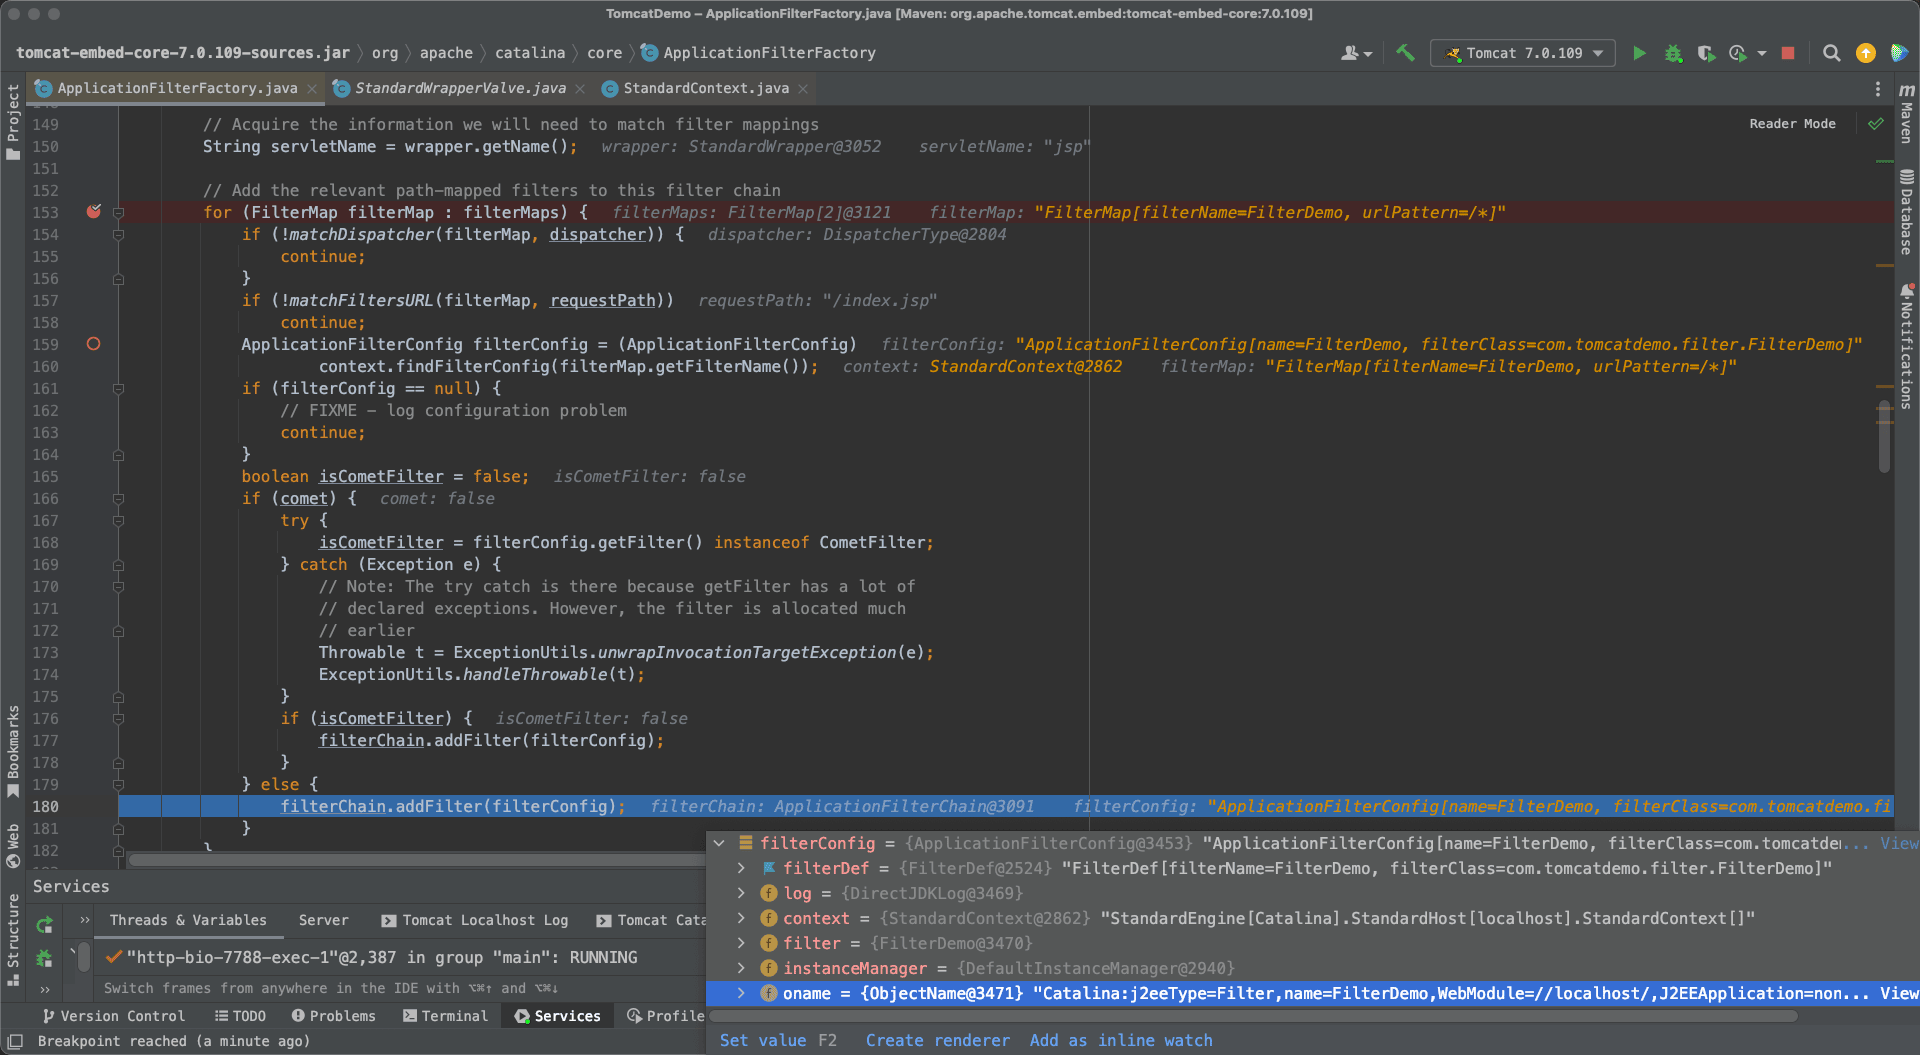 TomcatDemo – ApplicationFilterFactory.java [Maven: org.apache.tomcat.embed:tomcat-embed-core:7.0.109]
tomcat-embed-core-7.0.109-sources.jar org apache catalina core ApplicationFilterFactory
Tomcat 7.0.109
ApplicationFilterFactory.java StandardWrapperValve.java StandardContext.java
Reader Mode
Project
Bookmarks
Web
Structure
Maven
Database
Notifications
149 // Acquire the information we will need to match filter mappings
150 String servletName = wrapper.getName(); wrapper: StandardWrapper@3052 servletName: "jsp"
151
152 // Add the relevant path-mapped filters to this filter chain
153 for (FilterMap filterMap : filterMaps) { filterMaps: FilterMap[2]@3121 filterMap: "FilterMap[filterName=FilterDemo, urlPattern=/*]"
154 if (!matchDispatcher(filterMap, dispatcher)) { dispatcher: DispatcherType@2804
155 continue;
156 }
157 if (!matchFiltersURL(filterMap, requestPath)) requestPath: "/index.jsp"
158 continue;
159 ApplicationFilterConfig filterConfig = (ApplicationFilterConfig) filterConfig: "ApplicationFilterConfig[name=FilterDemo, filterClass=com.tomcatdemo.filter.FilterDemo]"
160 context.findFilterConfig(filterMap.getFilterName()); context: StandardContext@2862 filterMap: "FilterMap[filterName=FilterDemo, urlPattern=/*]"
161 if (filterConfig == null) {
162 // FIXME - log configuration problem
163 continue;
164 }
165 boolean isCometFilter = false; isCometFilter: false
166 if (comet) { comet: false
167 try {
168 isCometFilter = filterConfig.getFilter() instanceof CometFilter;
169 } catch (Exception e) {
170 // Note: The try catch is there because getFilter has a lot of
171 // declared exceptions. However, the filter is allocated much
172 // earlier
173 Throwable t = ExceptionUtils.unwrapInvocationTargetException(e);
174 ExceptionUtils.handleThrowable(t);
175 }
176 if (isCometFilter) { isCometFilter: false
177 filterChain.addFilter(filterConfig);
178 }
179 } else {
180 filterChain.addFilter(filterConfig); filterChain: ApplicationFilterChain@3091 filterConfig: "ApplicationFilterConfig[name=FilterDemo, filterClass=com.tomcatdemo.fi
181 }
182 }
filterConfig = {ApplicationFilterConfig@3453} "ApplicationFilterConfig[name=FilterDemo, filterClass=com.tomcatde... View
filterDef = {FilterDef@2524} "FilterDef[filterName=FilterDemo, filterClass=com.tomcatdemo.filter.FilterDemo]"
log = {DirectJDKLog@3469}
context = {StandardContext@2862} "StandardEngine[Catalina].StandardHost[localhost].StandardContext[]"
filter = {FilterDemo@3470}
instanceManager = {DefaultInstanceManager@2940}
oname = {ObjectName@3471} "Catalina:j2eeType=Filter,name=FilterDemo,WebModule=//localhost/,J2EEApplication=non... View
Set value F2 Create renderer Add as inline watch
Services
Threads & Variables Server Tomcat Localhost Log Tomcat Cata
"http-bio-7788-exec-1"@2,387 in group "main": RUNNING
Switch frames from anywhere in the IDE with ⌥⌘↑ and ⌥⌘↓
Version Control TODO Problems Terminal Services Profile
Breakpoint reached (a minute ago)